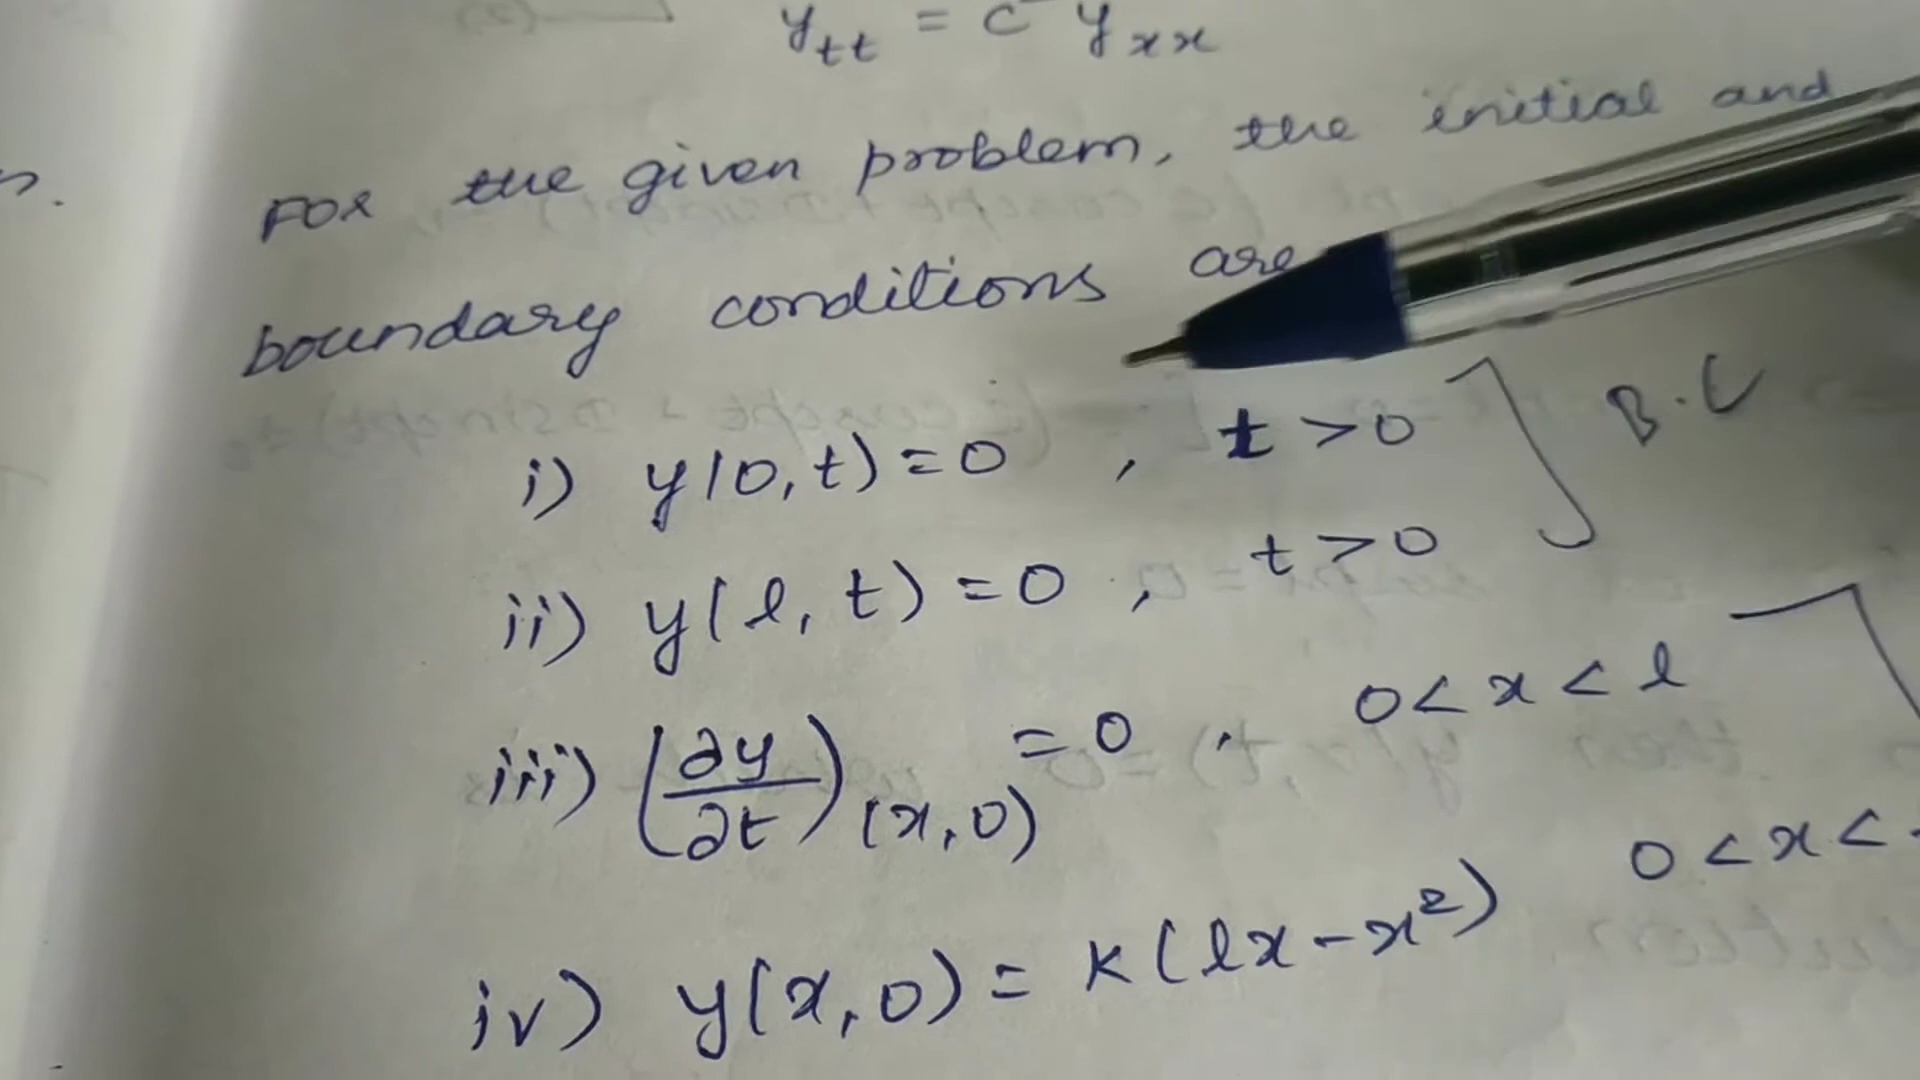 y_tt = c² y_xx
For the given problem, the initial and
boundary conditions are
i) y(0,t)=0 , t>0
B.C
ii) y(l,t)=0 , t>0
iii) (∂y/∂t)(x,0) =0 , 0<x<l
iv) y(x,0)= k(lx-x²) 0<x<